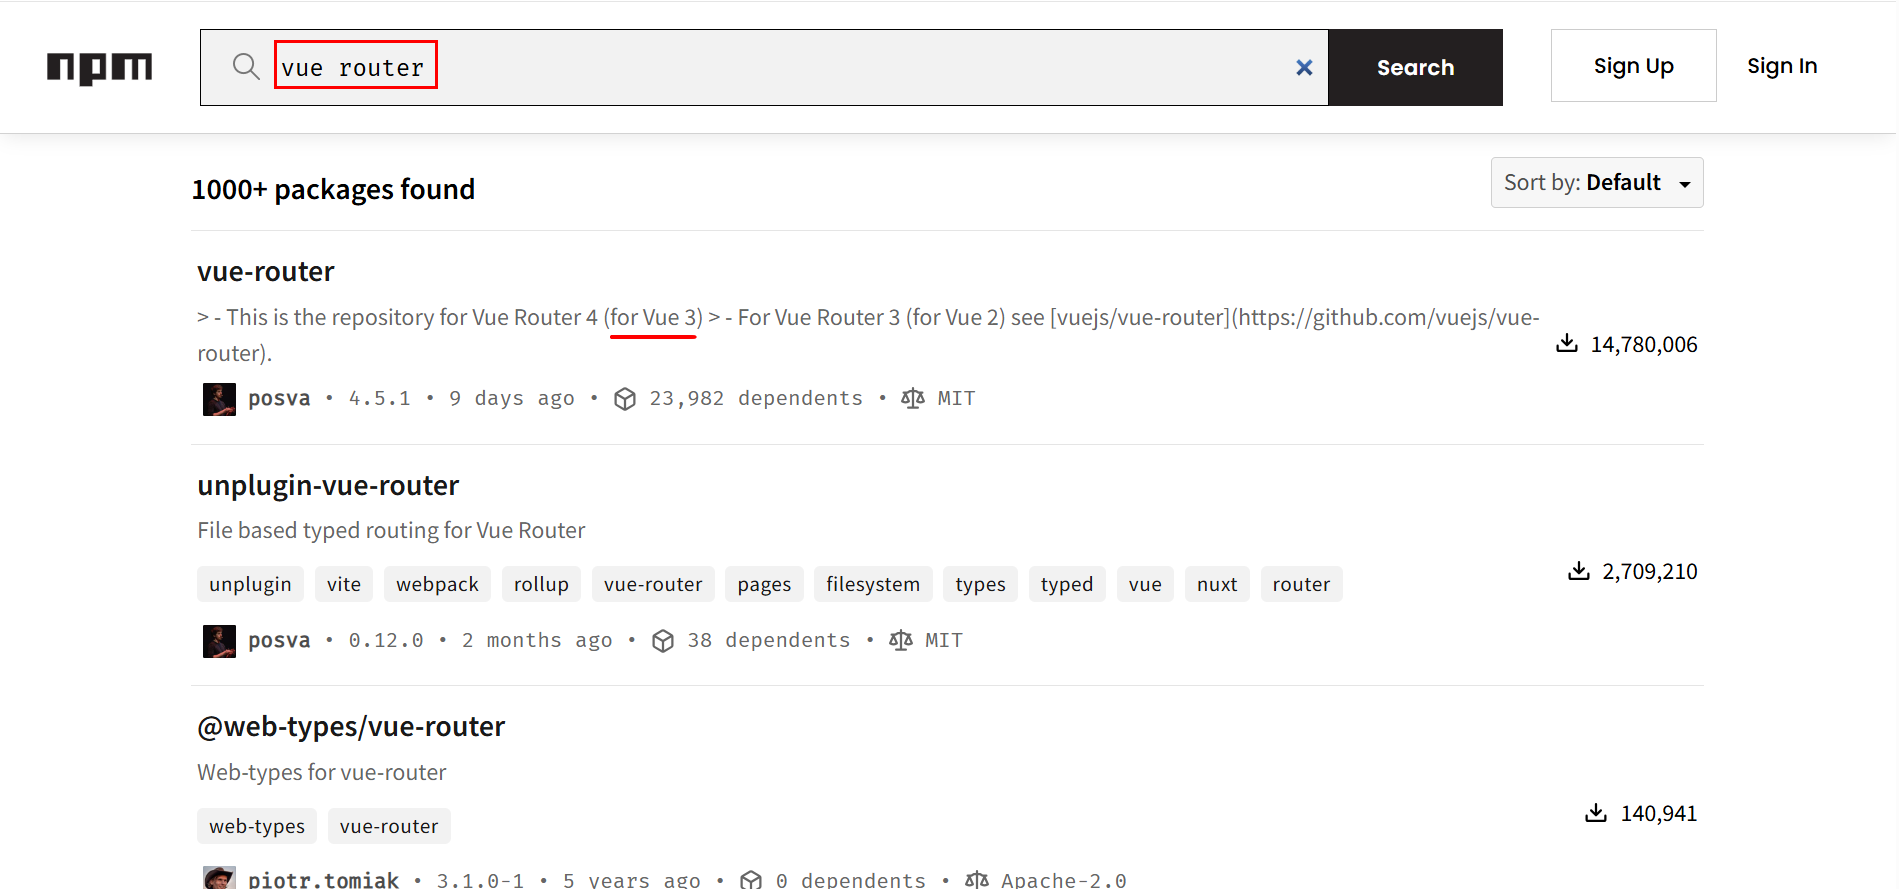 npm
vue router
Search
Sign Up
Sign In
1000+ packages found
Sort by: Default
vue-router
> - This is the repository for Vue Router 4 (for Vue 3) > - For Vue Router 3 (for Vue 2) see [vuejs/vue-router](https://github.com/vuejs/vue-
router).
14,780,006
posva • 4.5.1 • 9 days ago • 23,982 dependents • MIT
unplugin-vue-router
File based typed routing for Vue Router
unplugin vite webpack rollup vue-router pages filesystem types typed vue nuxt router
2,709,210
posva • 0.12.0 • 2 months ago • 38 dependents • MIT
@web-types/vue-router
Web-types for vue-router
web-types vue-router
140,941
piotr.tomiak • 3.1.0-1 • 5 years ago • 0 dependents • Apache-2.0